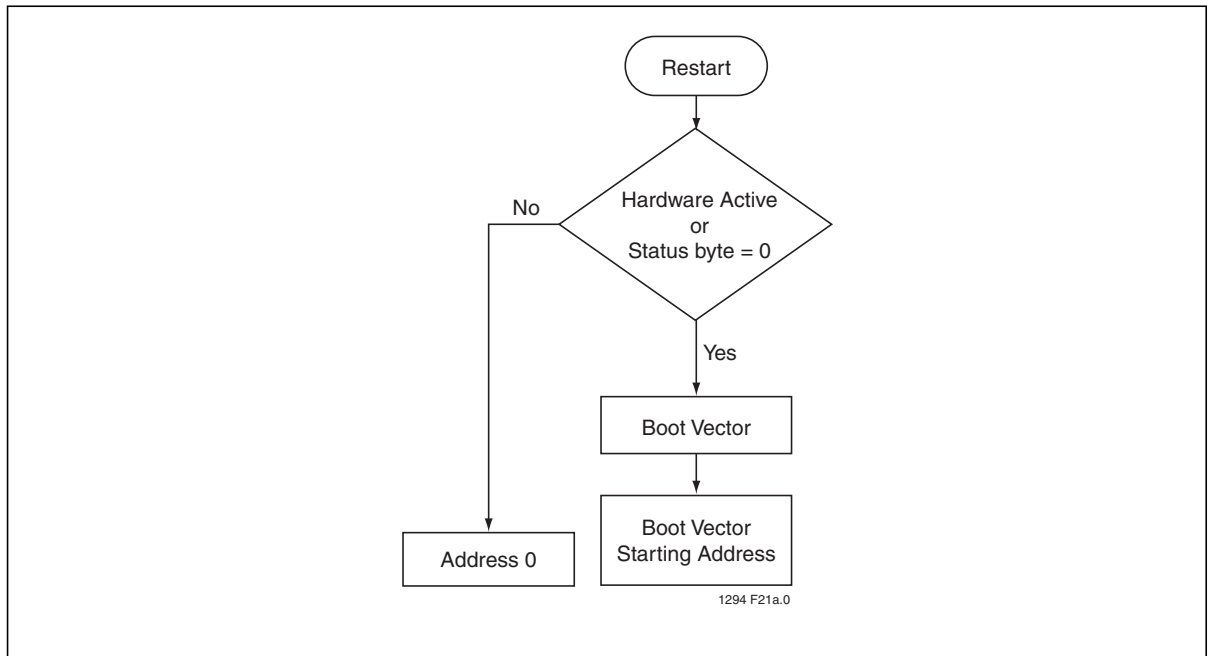 Restart
Hardware Active
or
Status byte = 0
No
Yes
Boot Vector
Boot Vector
Starting Address
Address 0
1294 F21a.0